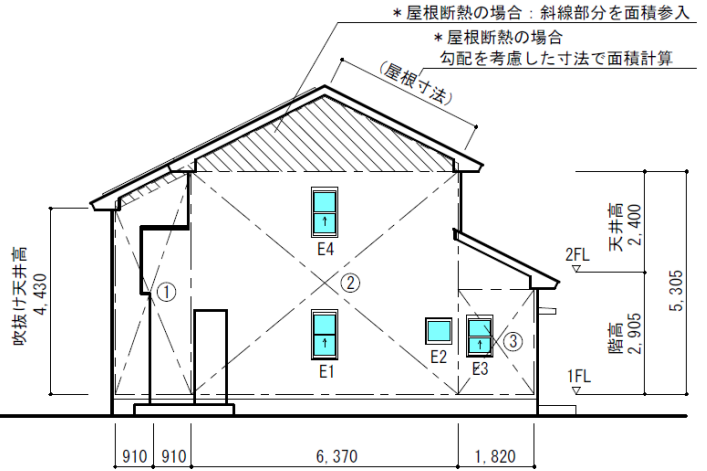 ＊屋根断熱の場合：斜線部分を面積参入
＊屋根断熱の場合
勾配を考慮した寸法で面積計算
(屋根寸法)
吹抜け天井高
4,430
E4
①
②
E1
E2
E3
③
天井高
2,400
2FL
階高
2,905
5,305
1FL
910
910
6,370
1,820